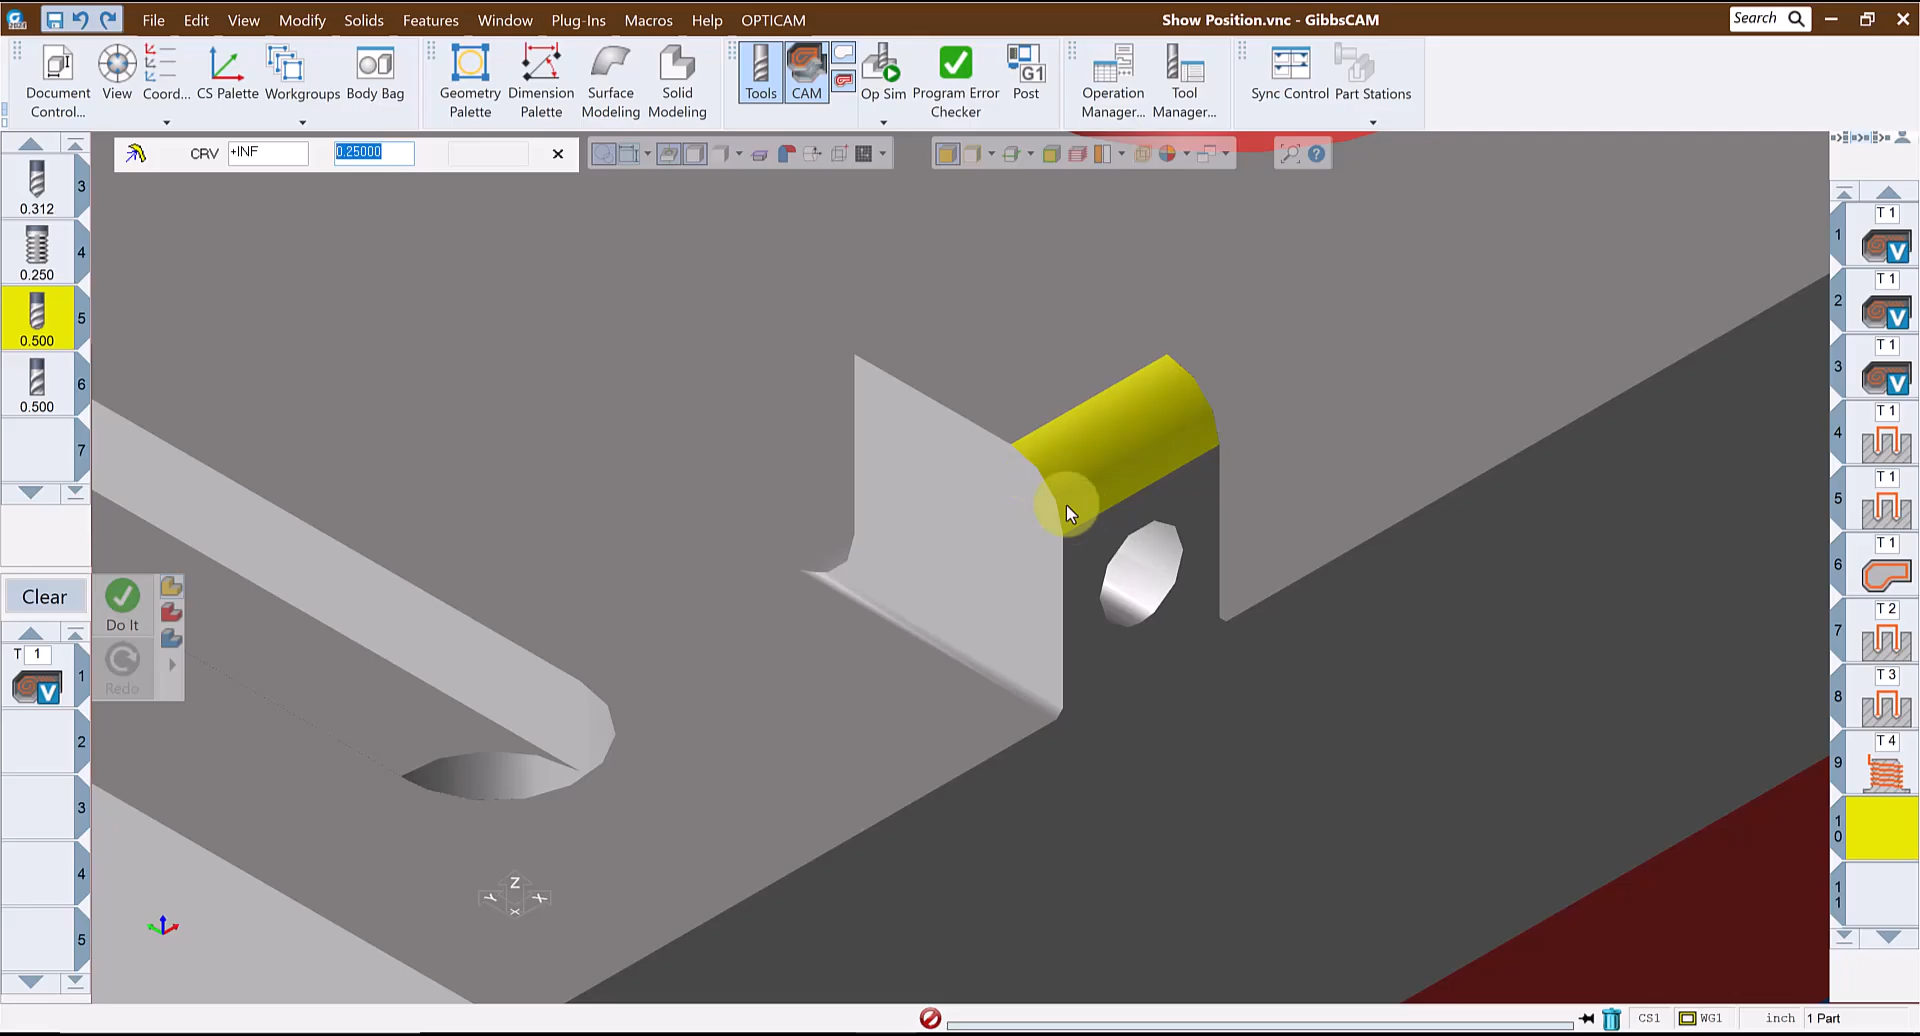 File Edit View Modify Solids Features Window Plug-Ins Macros Help OPTICAM
Show Position.vnc - GibbsCAM
Search
Document Control...
View
Coord...
CS Palette
Workgroups
Body Bag
Geometry Palette
Dimension Palette
Surface Modeling
Solid Modeling
Tools
CAM
Op Sim
Program Error Checker
G1
Post
Operation Manager...
Tool Manager...
Sync Control
Part Stations
CRV +INF 0.25000
3
0.312
4
0.250
5
0.500
6
0.500
7
Clear
Do It
Redo
T 1
V
1
2
3
4
5
T 1
1
V
T 1
2
V
T 1
3
V
T 1
4
T 1
5
T 1
6
T 2
7
T 3
8
T 4
9
10
11
Z
Y X
X
CS1 WG1 inch 1 Part